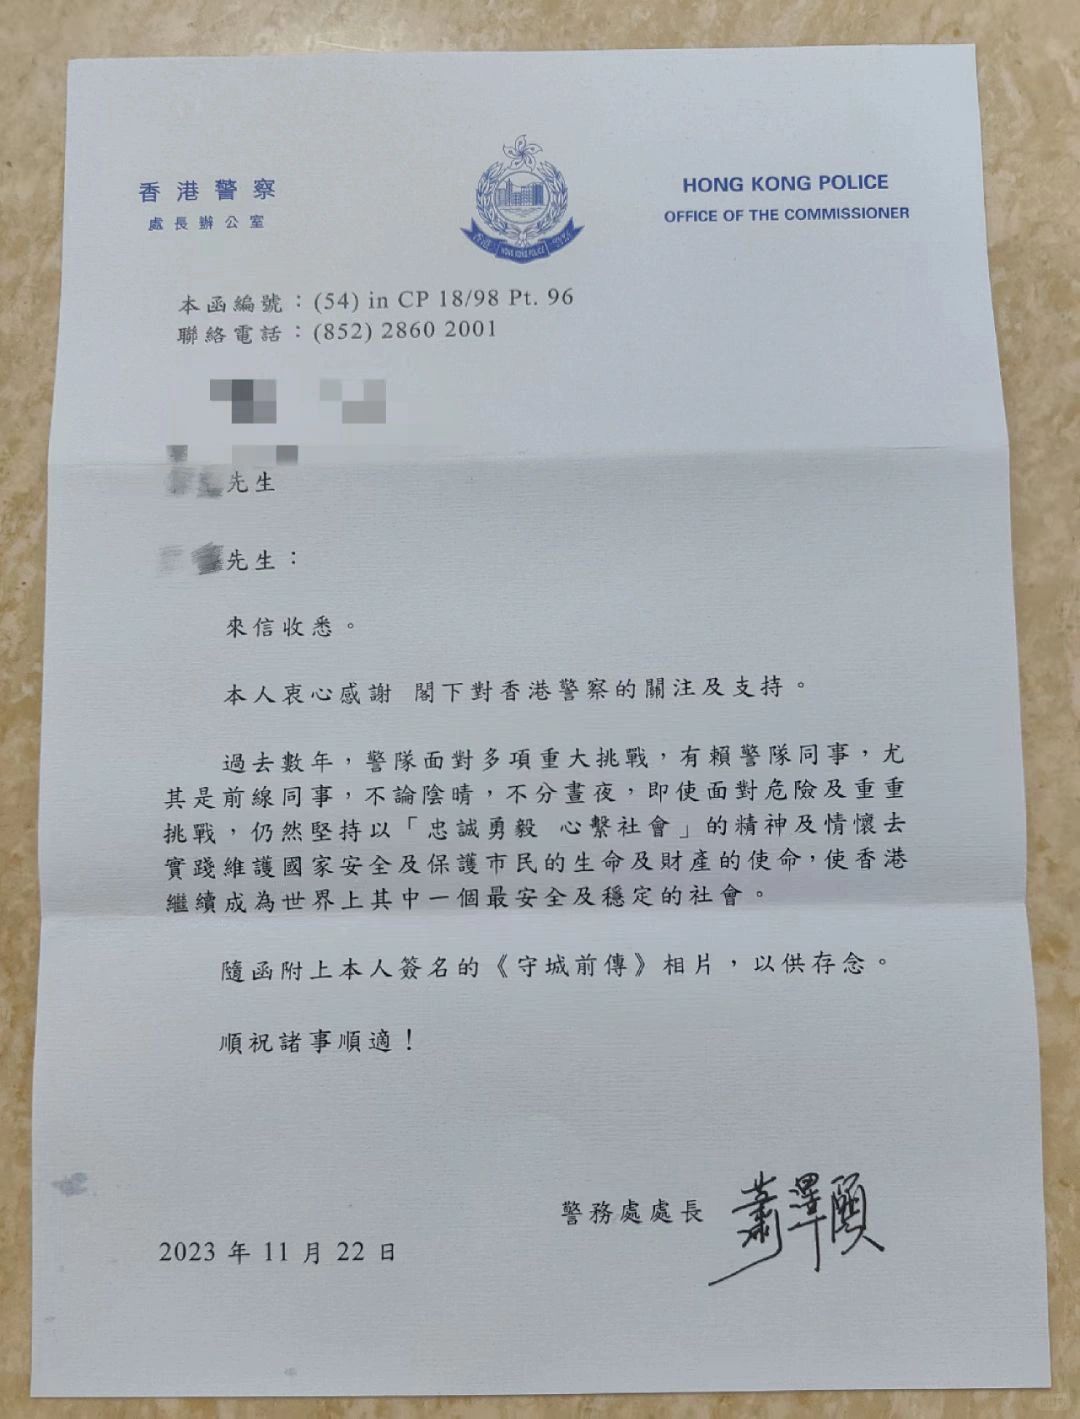 香港警察
處長辦公室
HONG KONG POLICE
OFFICE OF THE COMMISSIONER
HONG KONG POLICE
本函編號：(54) in CP 18/98 Pt. 96
聯絡電話：(852) 2860 2001
先生
先生：
來信收悉。
本人衷心感謝 閣下對香港警察的關注及支持。
過去數年，警隊面對多項重大挑戰，有賴警隊同事，尤
其是前線同事，不論陰晴，不分晝夜，即使面對危險及重重
挑戰，仍然堅持以「忠誠勇毅 心繫社會」的精神及情懷去
實踐維護國家安全及保護市民的生命及財產的使命，使香港
繼續成為世界上其中一個最安全及穩定的社會。
隨函附上本人簽名的《守城前傳》相片，以供存念。
順祝諸事順適！
警務處處長 蕭澤頤
2023 年 11 月 22 日